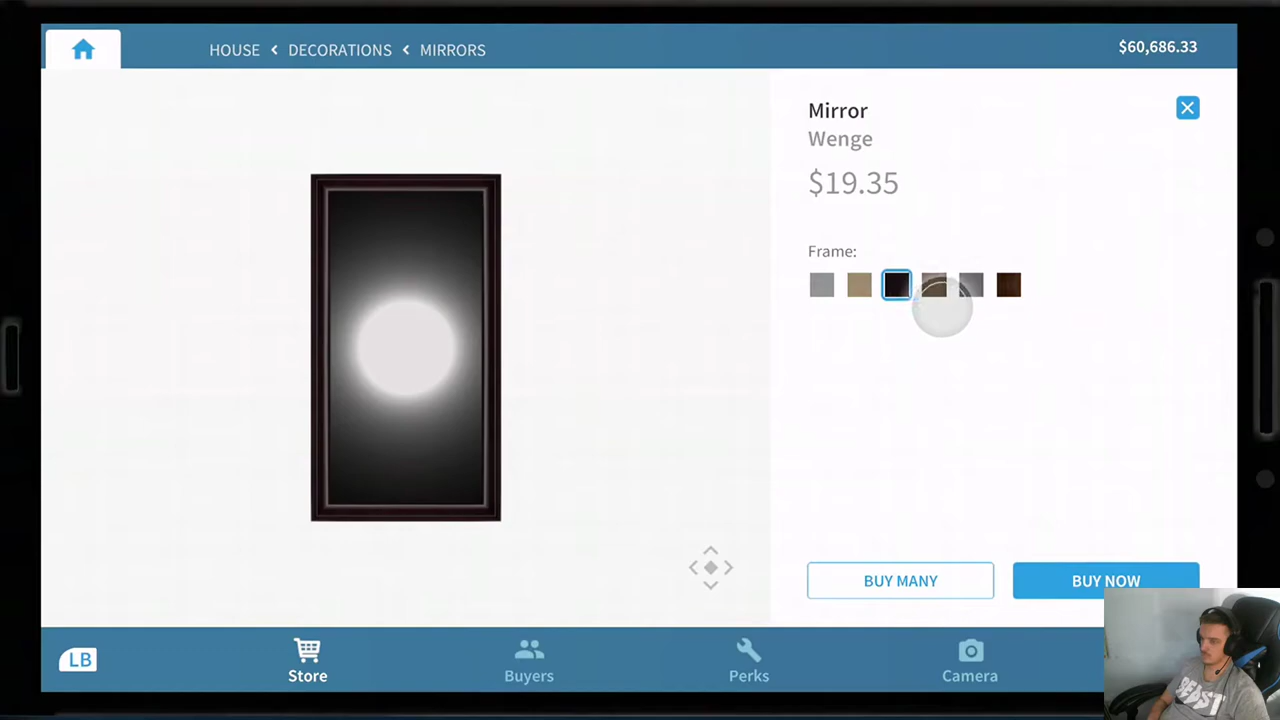 HOUSE < DECORATIONS < MIRRORS
$60,686.33
Mirror
Wenge
$19.35
Frame:
BUY MANY
BUY NOW
LB
Store
Buyers
Perks
Camera
BEAST